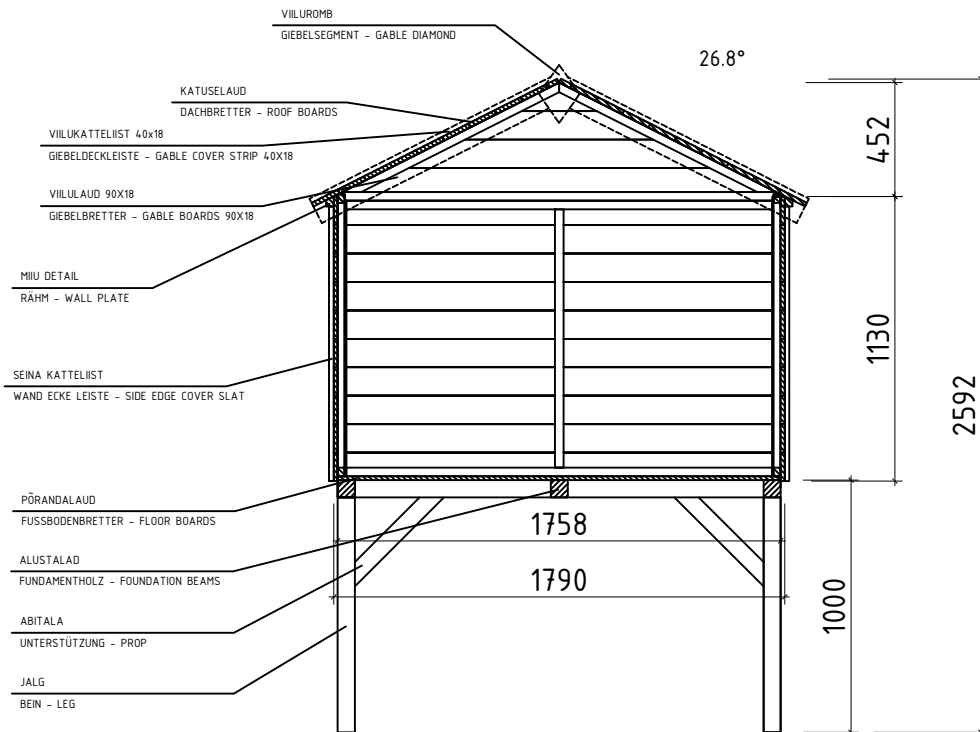 VIILUROMB
GIEBELSEGMENT - GABLE DIAMOND
26.8°
KATUSELAUD
DACHBRETTER - ROOF BOARDS
VIILUKATTELIIST 40x18
GIEBELDECKLEISTE - GABLE COVER STRIP 40X18
452
VIILULAUD 90X18
GIEBELBRETTER - GABLE BOARDS 90X18
MIIU DETAIL
RÄHM - WALL PLATE
1130
SEINA KATTELIIST
WAND ECKE LEISTE - SIDE EDGE COVER SLAT
2592
PÕRANDALAUD
FUSSBODENBRETTER - FLOOR BOARDS
1758
ALUSTALAD
FUNDAMENTHOLZ - FOUNDATION BEAMS
1790
1000
ABITALA
UNTERSTÜTZUNG - PROP
JALG
BEIN - LEG